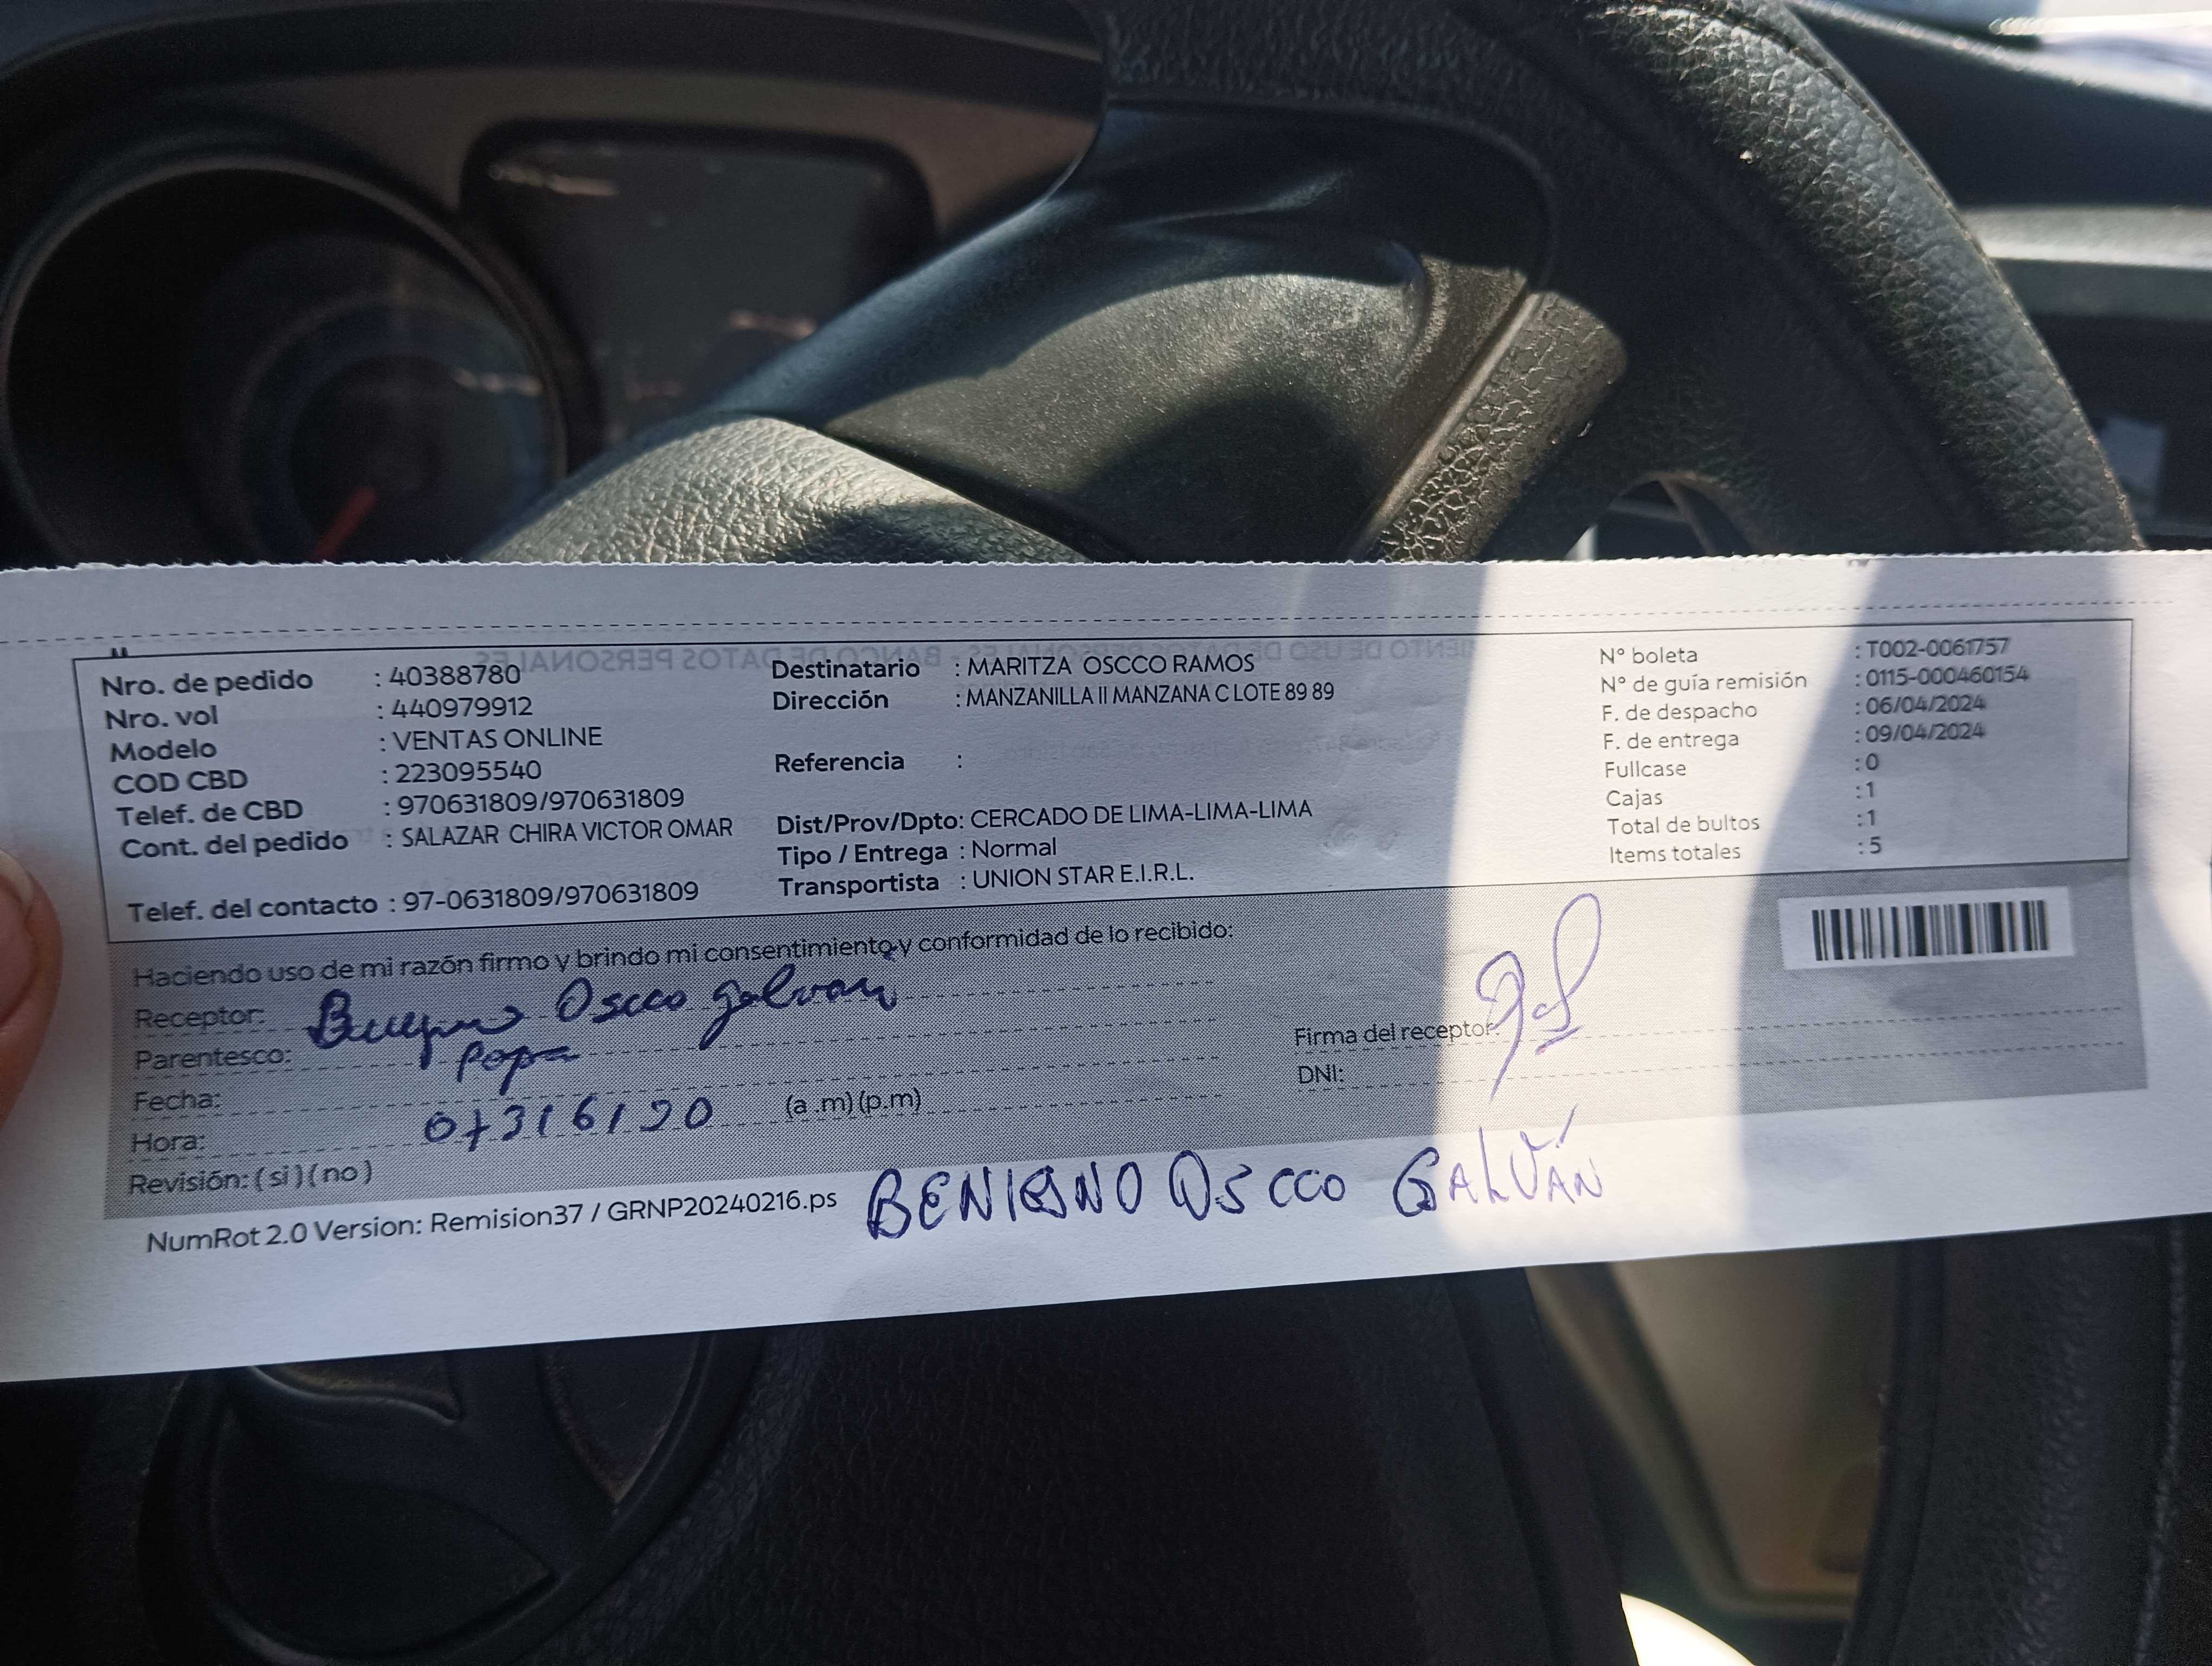 Nro. de pedido : 40388780
Nro. vol : 440979912
Modelo : VENTAS ONLINE
COD CBD : 223095540
Telef. de CBD : 970631809/970631809
Cont. del pedido : SALAZAR CHIRA VICTOR OMAR
Telef. del contacto : 97-0631809/970631809
Destinatario : MARITZA OSCCO RAMOS
Dirección : MANZANILLA II MANZANA C LOTE 89 89
Referencia :
Dist/Prov/Dpto: CERCADO DE LIMA-LIMA-LIMA
Tipo / Entrega : Normal
Transportista : UNION STAR E.I.R.L.
N° boleta : T002-0061757
N° de guía remisión : 0115-000460154
F. de despacho : 06/04/2024
F. de entrega : 09/04/2024
Fullcase : 0
Cajas : 1
Total de bultos : 1
Items totales : 5
Haciendo uso de mi razón firmo y brindo mi consentimiento y conformidad de lo recibido:
Receptor: Oscco galvan
Parentesco: papa
Fecha:
Hora: (a .m) (p.m)
Revisión: ( si ) ( no )
Firma del receptor:
DNI:
NumRot 2.0 Version: Remision37 / GRNP20240216.ps
BENIGNO OSCCO GALVÁN